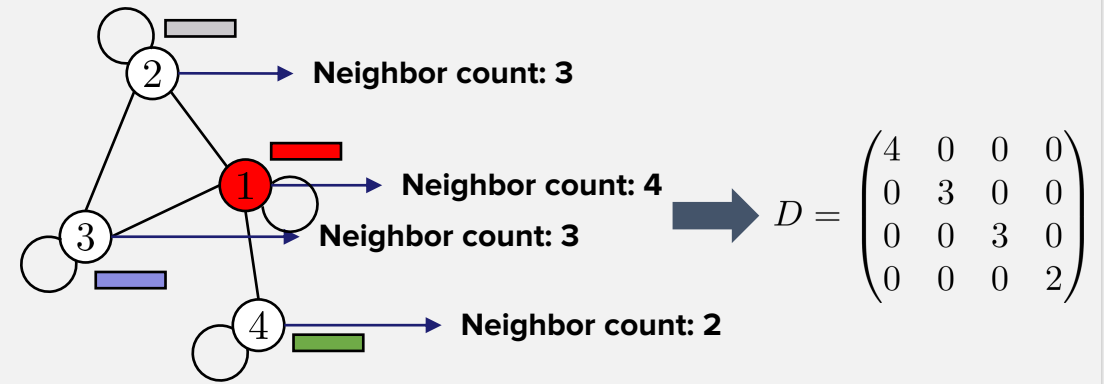 2
Neighbor count: 3
1
Neighbor count: 4
3
Neighbor count: 3
4
Neighbor count: 2
D =
4 0 0 0
0 3 0 0
0 0 3 0
0 0 0 2